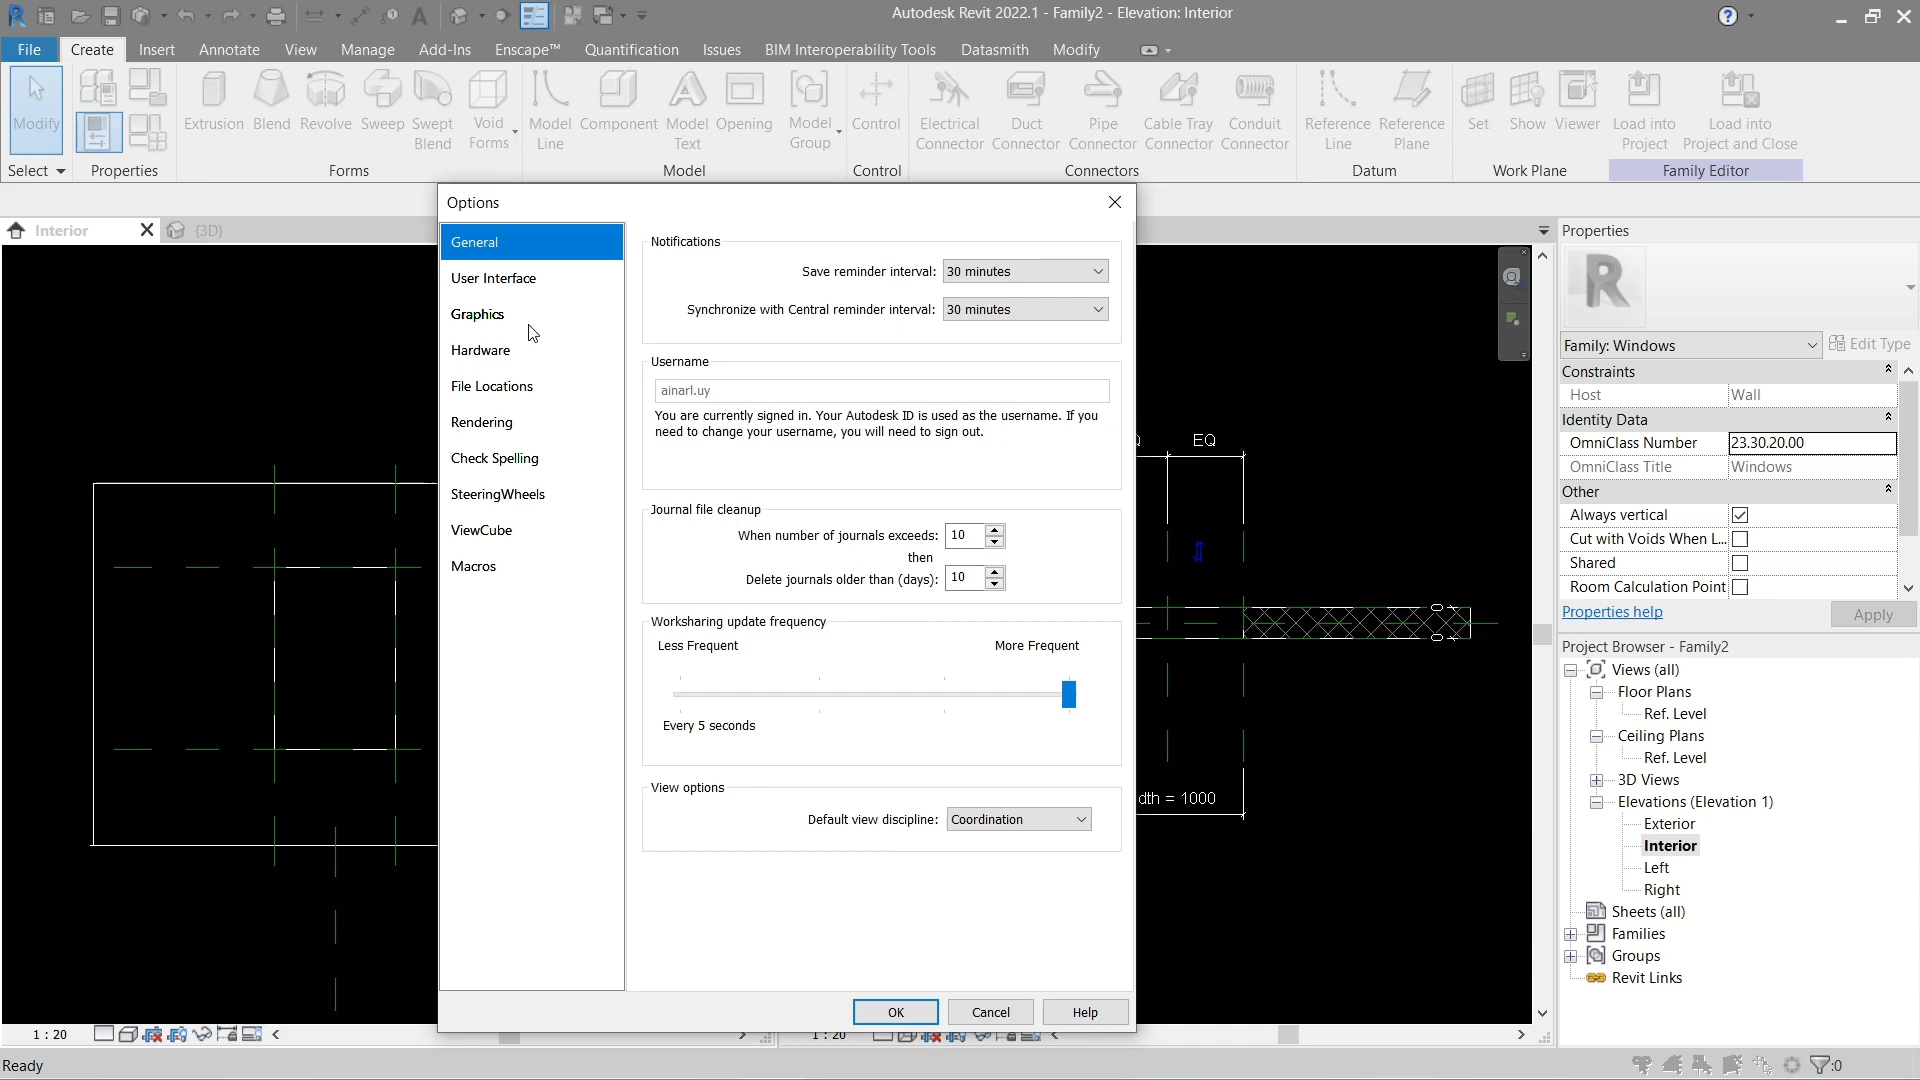 Autodesk Revit 2022.1 - Family2 - Elevation: Interior
File Create Insert Annotate View Manage Add-Ins Enscape™ Quantification Issues BIM Interoperability Tools Datasmith Modify
Modify
Extrusion Blend Revolve Sweep Swept Blend Void Forms
Model Line Component Model Text Opening Model Group
Control
Electrical Connector Duct Connector Pipe Connector Cable Tray Connector Conduit Connector
Reference Line Reference Plane
Set Show Viewer
Load into Project Load into Project and Close
Select Properties Forms Model Control Connectors Datum Work Plane Family Editor
Interior {3D}
Options
General
User Interface
Graphics
Hardware
File Locations
Rendering
Check Spelling
SteeringWheels
ViewCube
Macros
Notifications
Save reminder interval: 30 minutes
Synchronize with Central reminder interval: 30 minutes
Username
ainarl.uy
You are currently signed in. Your Autodesk ID is used as the username. If you
need to change your username, you will need to sign out.
Journal file cleanup
When number of journals exceeds: 10
then
Delete journals older than (days): 10
Worksharing update frequency
Less Frequent More Frequent
Every 5 seconds
View options
Default view discipline: Coordination
OK Cancel Help
EQ
0
0
dth = 1000
Properties
R
Family: Windows Edit Type
Constraints
Host Wall
Identity Data
OmniClass Number 23.30.20.00
OmniClass Title Windows
Other
Always vertical
Cut with Voids When L...
Shared
Room Calculation Point
Properties help Apply
Project Browser - Family2
Views (all)
Floor Plans
Ref. Level
Ceiling Plans
Ref. Level
3D Views
Elevations (Elevation 1)
Exterior
Interior
Left
Right
Sheets (all)
Families
Groups
Revit Links
1 : 20
1 : 20
Ready
:0